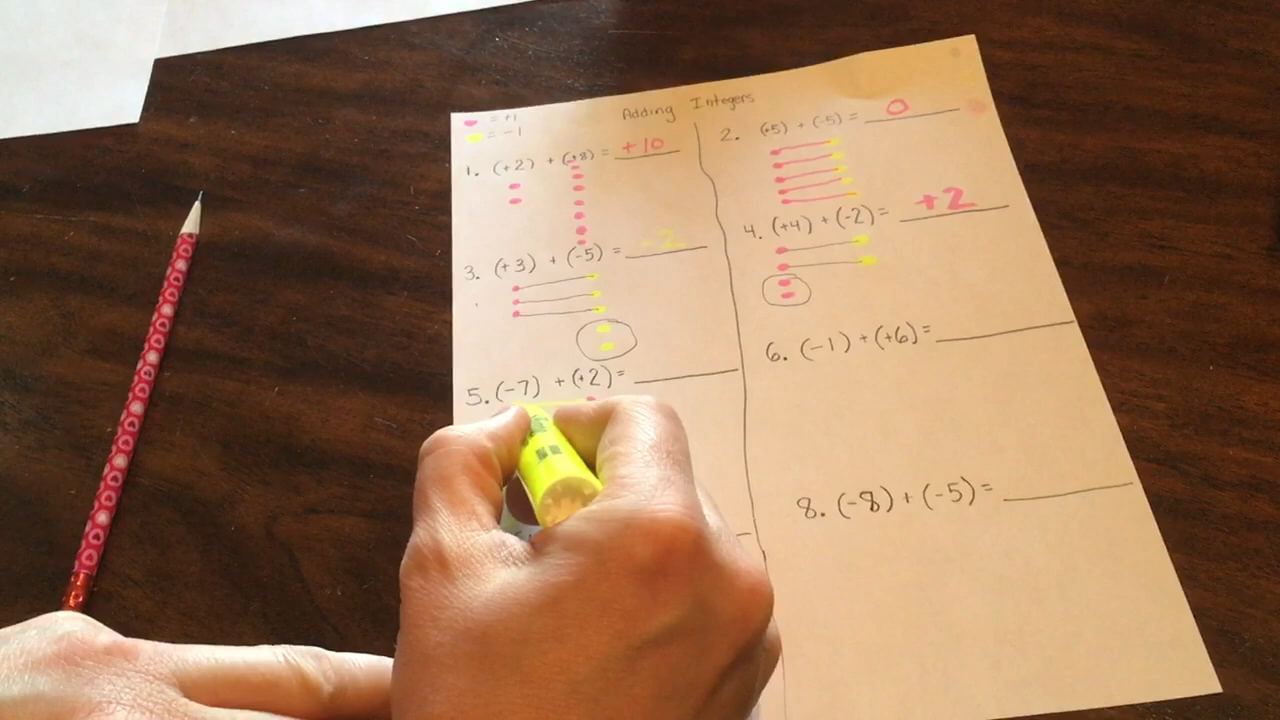 Adding Integers
= +1
= -1
1. (+2) + (+8) = +10
2. (+5) + (-5) = 0
3. (+3) + (-5) = -2
4. (+4) + (-2) = +2
5. (-7) + (+2) =
6. (-1) + (+6) =
8. (-8) + (-5) =